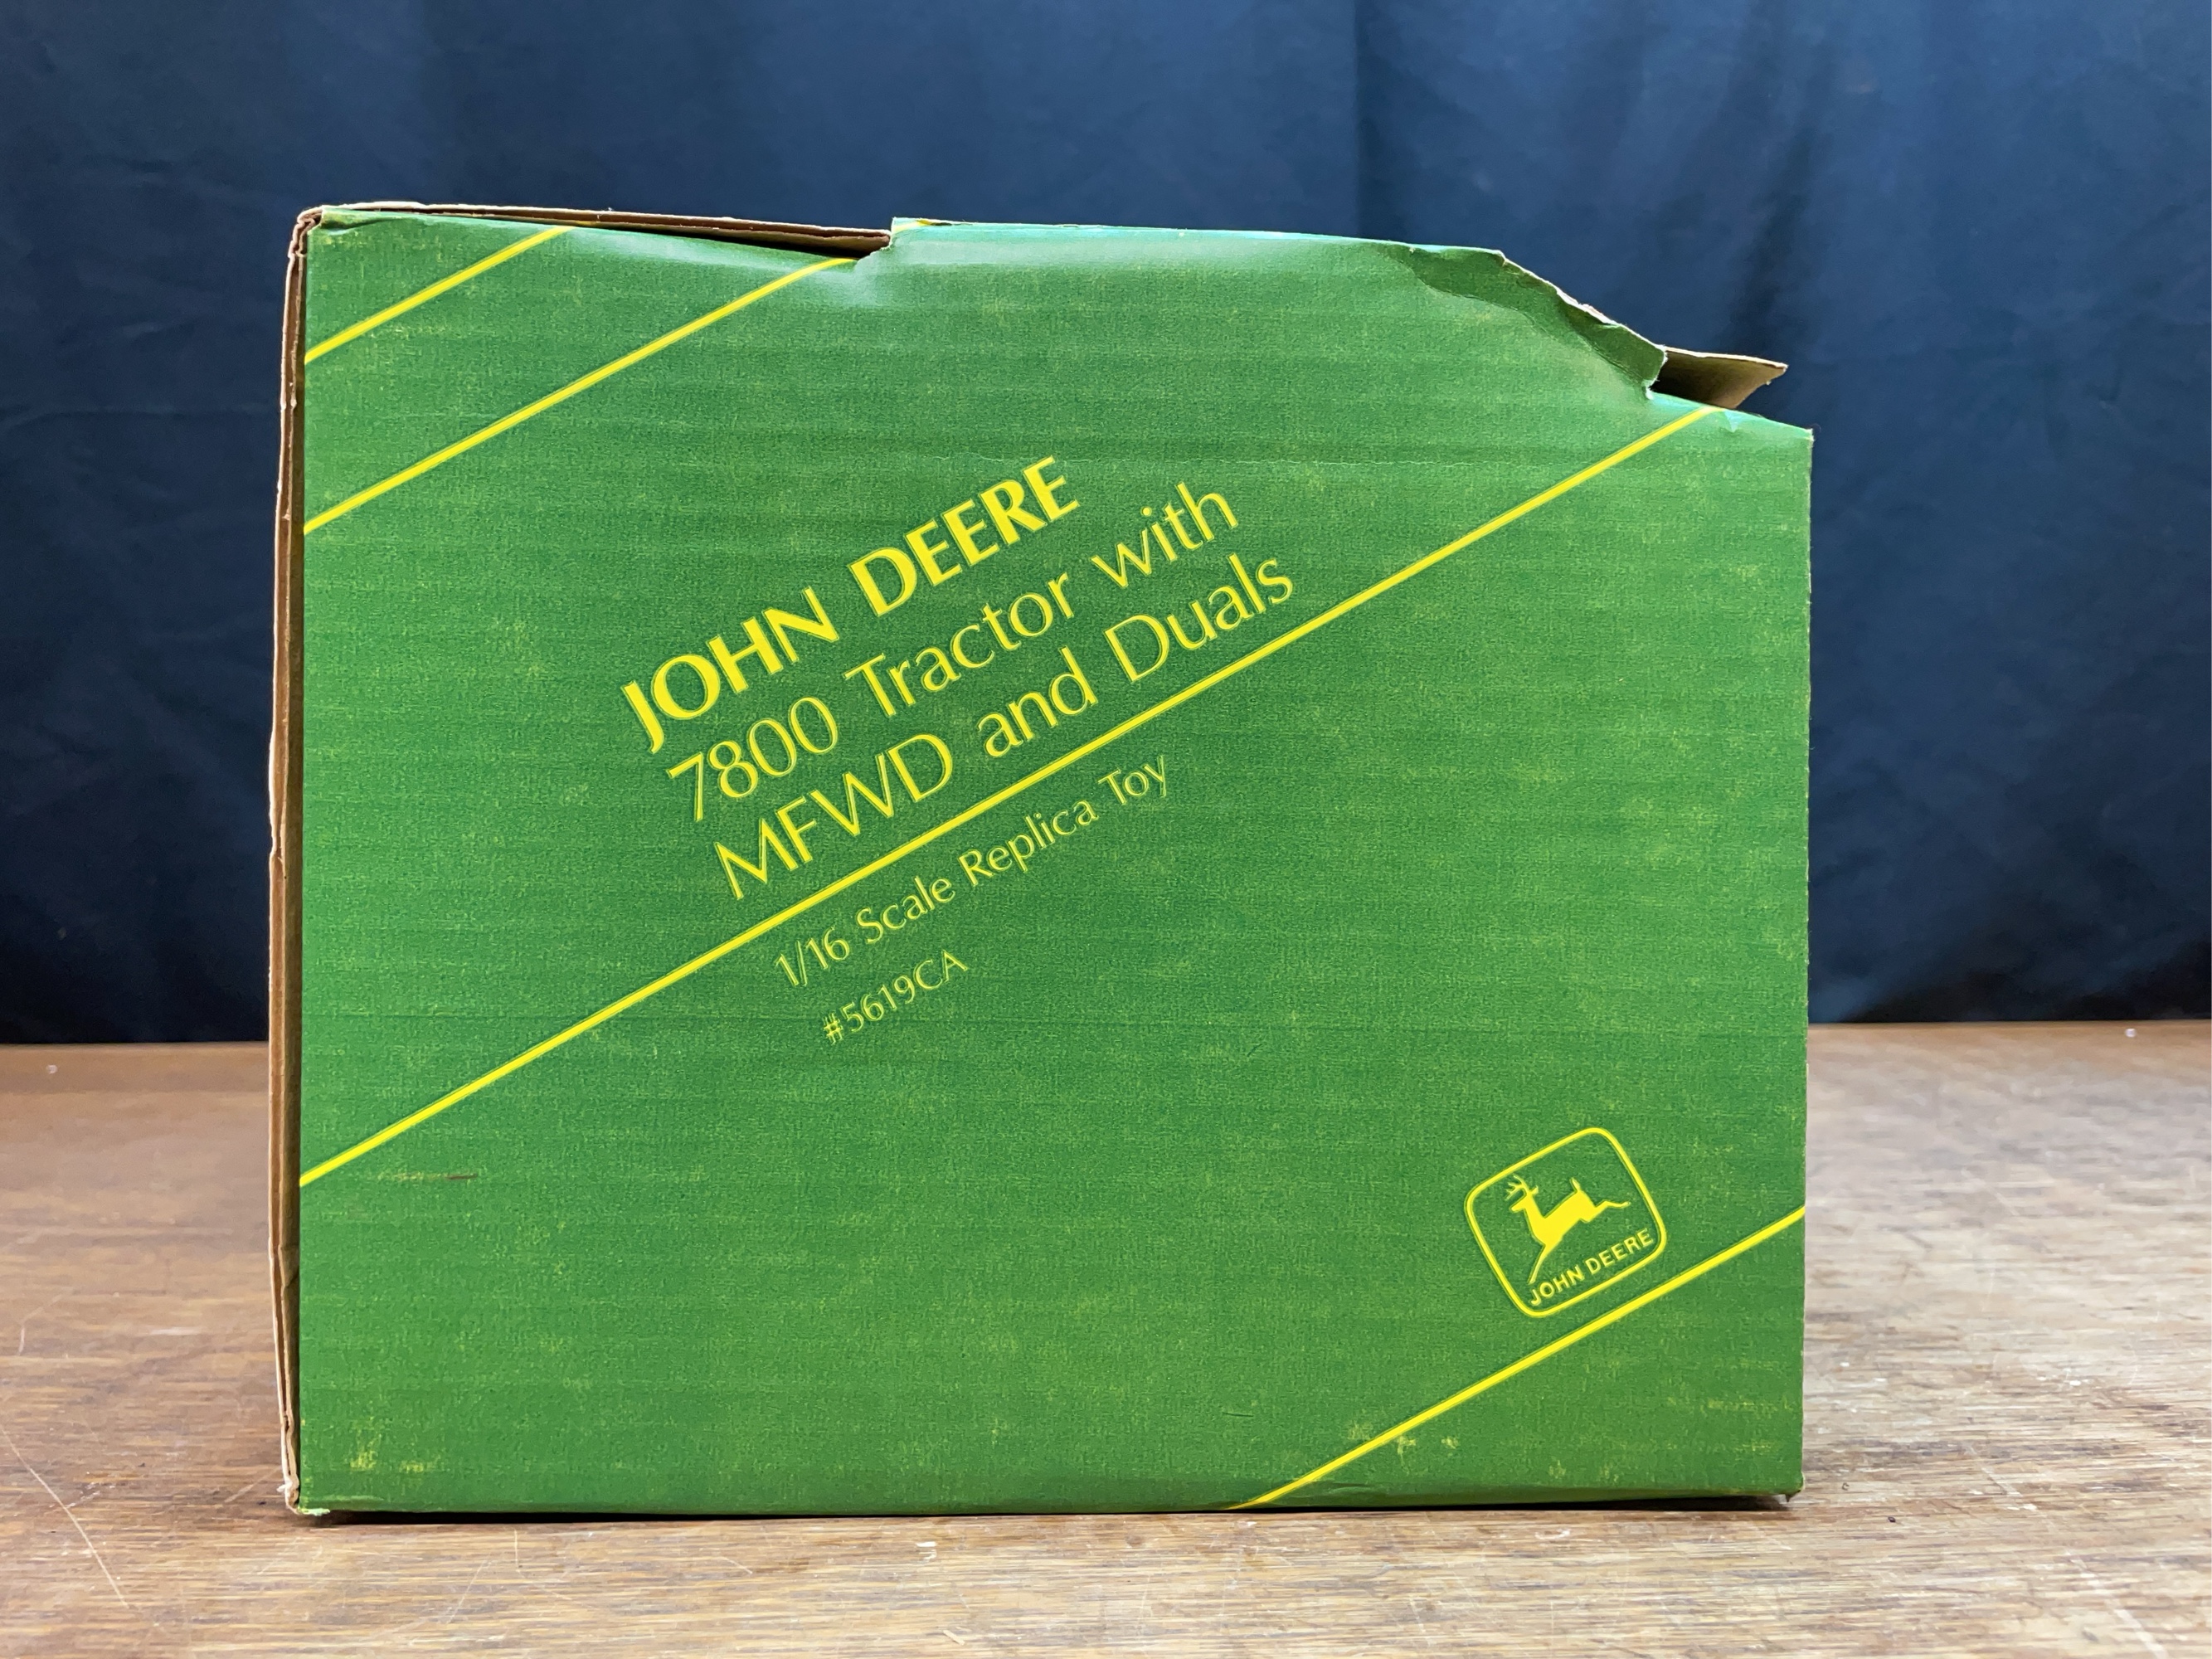 JOHN DEERE
7800 Tractor with
MFWD and Duals
1/16 Scale Replica Toy
#5619CA
JOHN DEERE